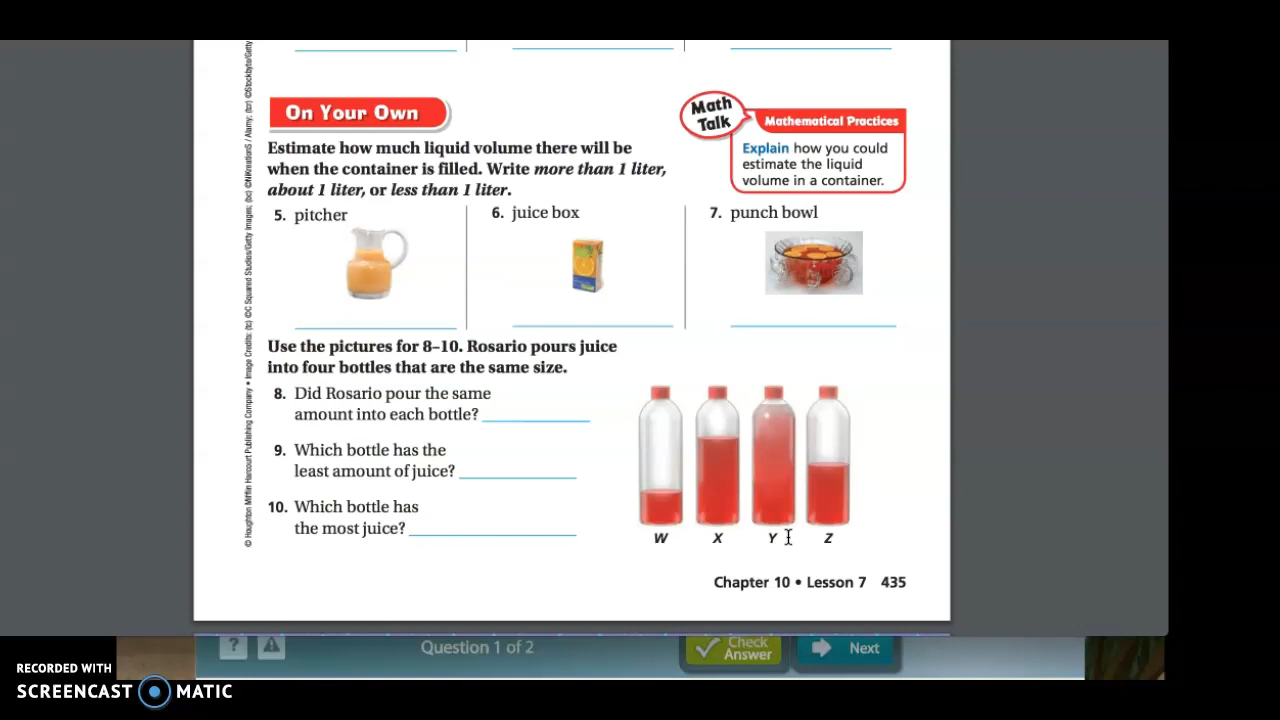 On Your Own
Estimate how much liquid volume there will be
when the container is filled. Write more than 1 liter,
about 1 liter, or less than 1 liter.
Math
Talk
Mathematical Practices
Explain how you could
estimate the liquid
volume in a container.
5. pitcher
6. juice box
7. punch bowl
Use the pictures for 8–10. Rosario pours juice
into four bottles that are the same size.
8. Did Rosario pour the same
amount into each bottle?
9. Which bottle has the
least amount of juice?
10. Which bottle has
the most juice?
W X Y Z
Chapter 10 • Lesson 7 435
© Houghton Mifflin Harcourt Publishing Company • Image Credits: (tc) ©C Squared Studios/Getty Images; (bc) ©NIKreationS / Alamy; (tcr) ©Stockbyte/Getty
? Question 1 of 2
Check
Answer
Next
RECORDED WITH
SCREENCAST MATIC